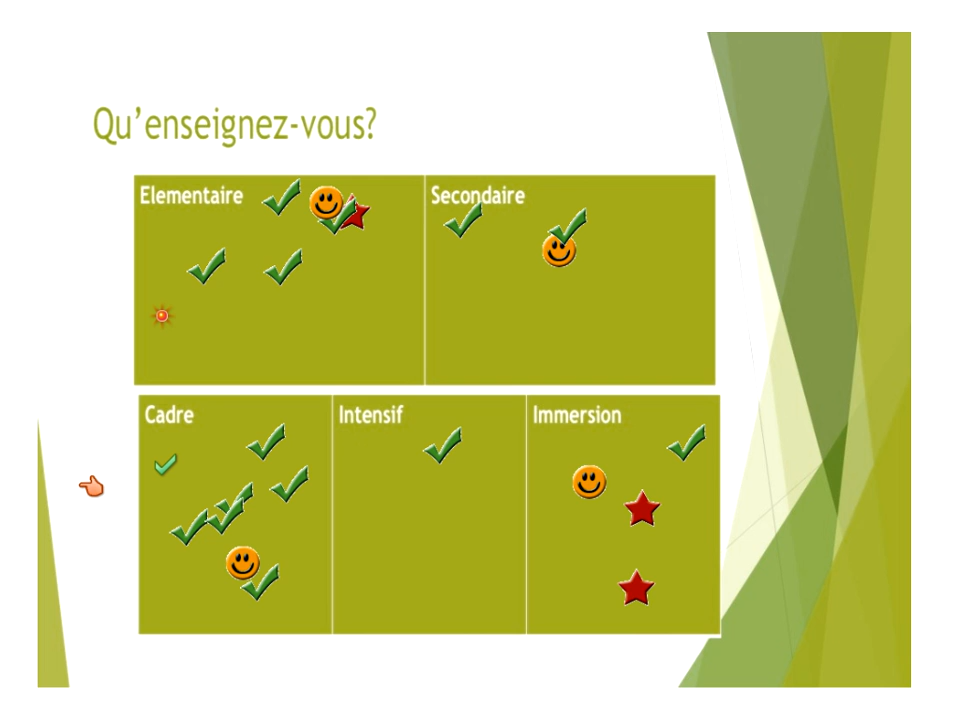 Qu'enseignez-vous?
Elementaire
Secondaire
Cadre
Intensif
Immersion